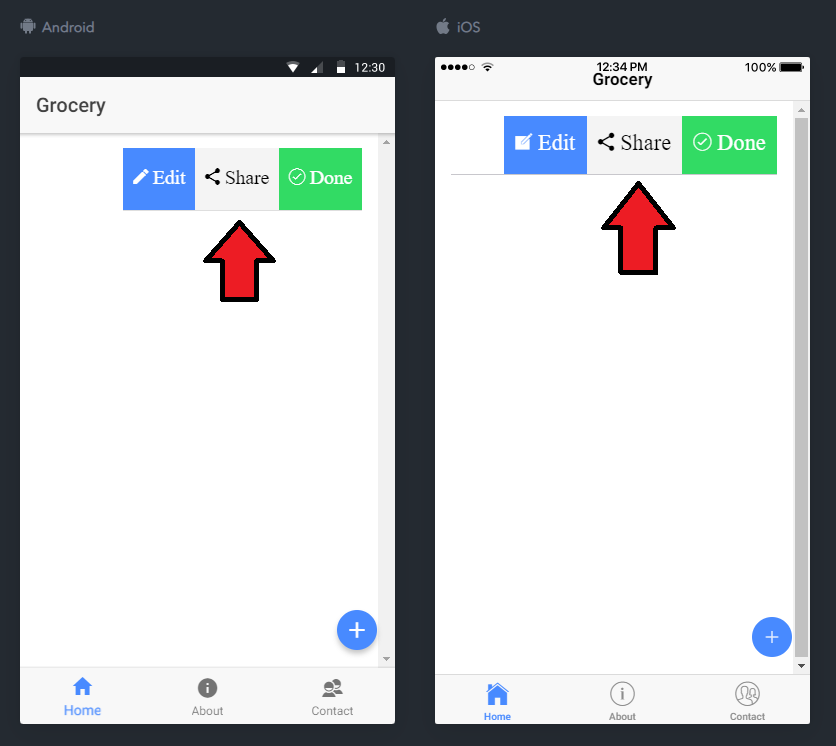 Android
12:30
Grocery
Edit Share Done
Home About Contact
iOS
12:34 PM 100%
Grocery
Edit Share Done
Home About Contact